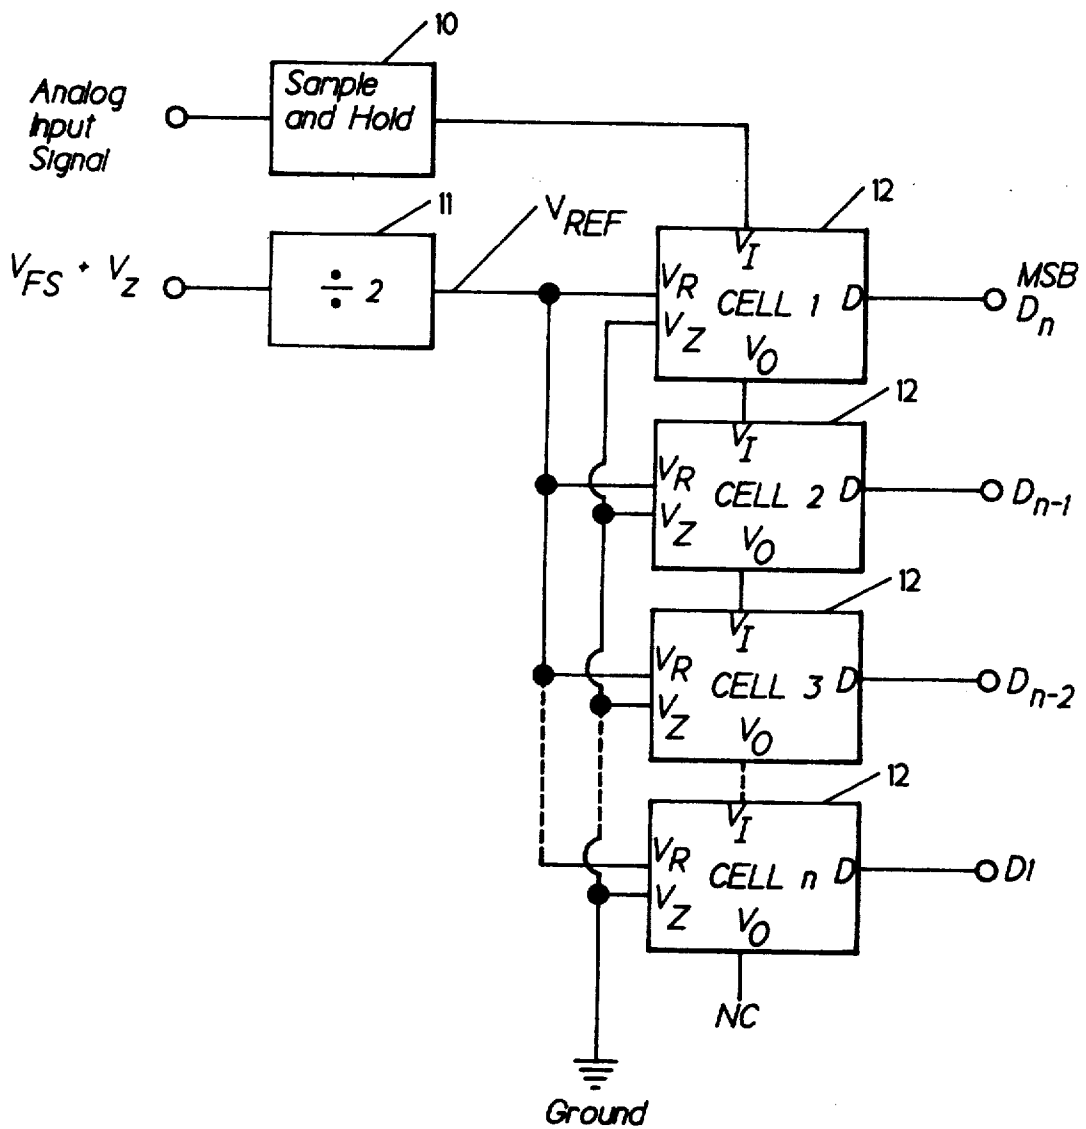 10
Analog
Input
Signal
Sample
and Hold
11
V_FS + V_Z
÷ 2
V_REF
12
V_I
V_R
CELL 1
D
V_Z
V_O
MSB
D_n
12
V_I
V_R
CELL 2
D
V_Z
V_O
D_n-1
12
V_I
V_R
CELL 3
D
V_Z
V_O
D_n-2
12
V_I
V_R
CELL n
D
V_Z
V_O
D1
NC
Ground